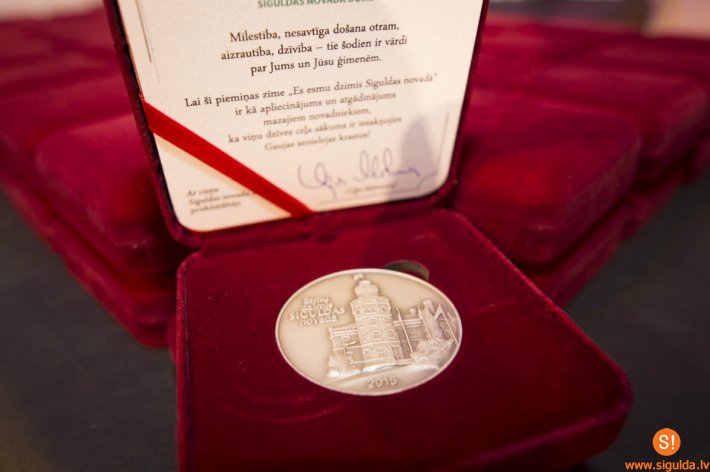 SIGULDAS NOVADA DOME
Mīlestība, nesavtīga došana otram,
aizrautība, dzīvība – tie šodien ir vārdi
par Jums un Jūsu ģimenēm.
Lai šī piemiņas zīme „Es esmu dzimis Siguldas novadā"
ir kā apliecinājums un atgādinājums
mazajiem novadniekiem,
ka viņu dzīves ceļa sākums ir iesakņojies
Gaujas senielejas krastos!
Ar cieņu
Siguldas novada
priekšsēdētājs
Esmu
dzimis
SIGULDAS
novadā
2015
S!
www.sigulda.lv